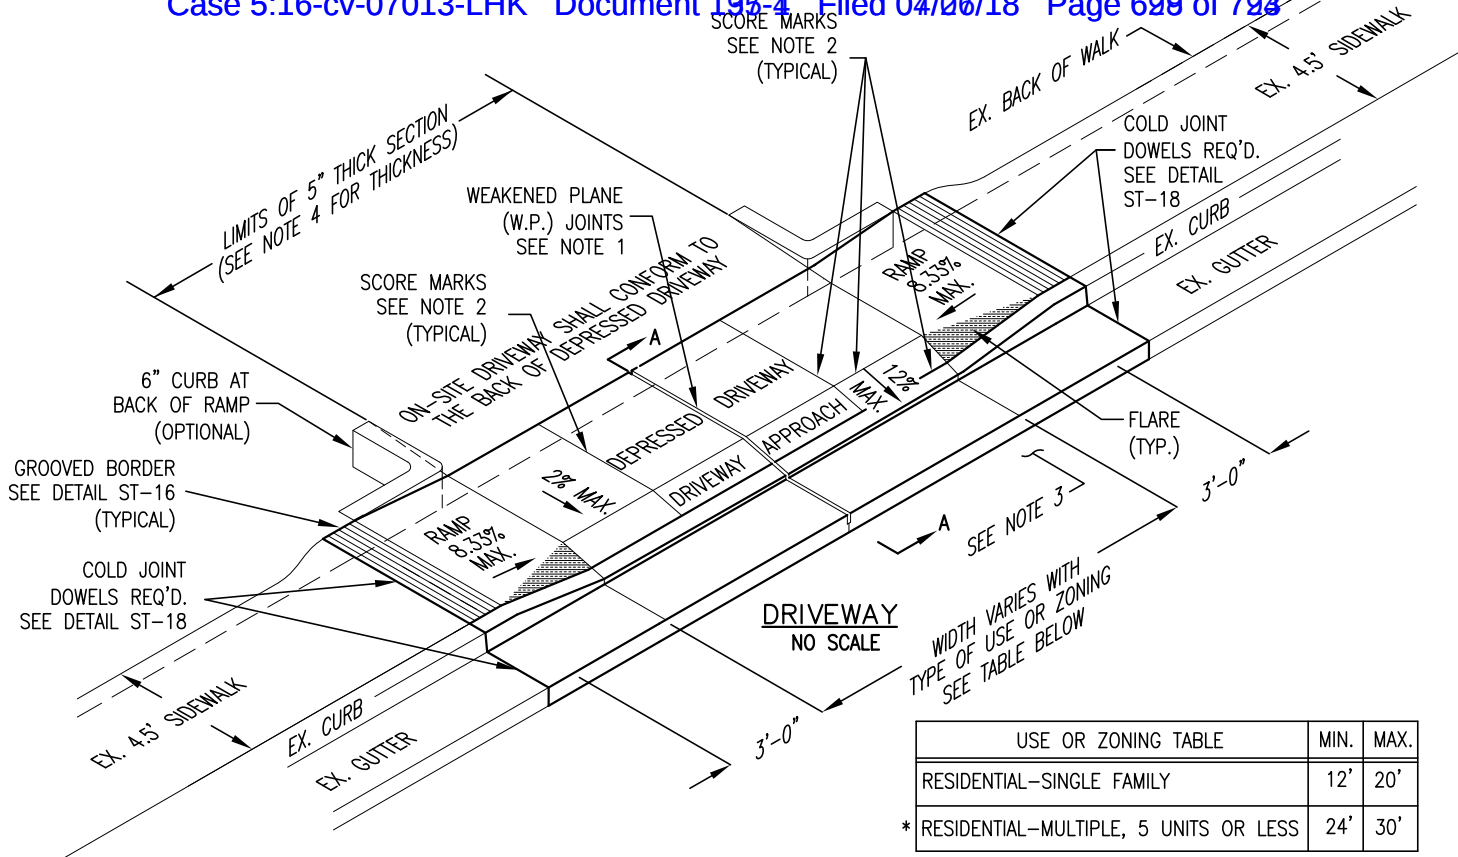 Case 5:16-cv-07013-LHK Document Filed Page of
SCORE MARKS
SEE NOTE 2
(TYPICAL)
EX. BACK OF WALK
EX. 4.5' SIDEWALK
COLD JOINT
DOWELS REQ'D.
SEE DETAIL
ST-18
LIMITS OF 5" THICK SECTION
(SEE NOTE 4 FOR THICKNESS)
WEAKENED PLANE
(W.P.) JOINTS
SEE NOTE 1
EX. CURB
EX. GUTTER
SCORE MARKS
SEE NOTE 2
(TYPICAL)
ON-SITE DRIVEWAY SHALL CONFORM TO
THE BACK OF DEPRESSED DRIVEWAY
RAMP
8.33%
MAX.
A
6" CURB AT
BACK OF RAMP
(OPTIONAL)
DEPRESSED DRIVEWAY
12%
MAX.
DRIVEWAY APPROACH
FLARE
(TYP.)
GROOVED BORDER
SEE DETAIL ST-16
(TYPICAL)
2% MAX.
RAMP
8.33%
MAX.
3'-0"
SEE NOTE 3
A
COLD JOINT
DOWELS REQ'D.
SEE DETAIL ST-18
DRIVEWAY
NO SCALE
WIDTH VARIES WITH
TYPE OF USE OR ZONING
SEE TABLE BELOW
EX. 4.5' SIDEWALK
EX. CURB
EX. GUTTER
3'-0"
USE OR ZONING TABLE MIN. MAX.
RESIDENTIAL-SINGLE FAMILY 12' 20'
* RESIDENTIAL-MULTIPLE, 5 UNITS OR LESS 24' 30'